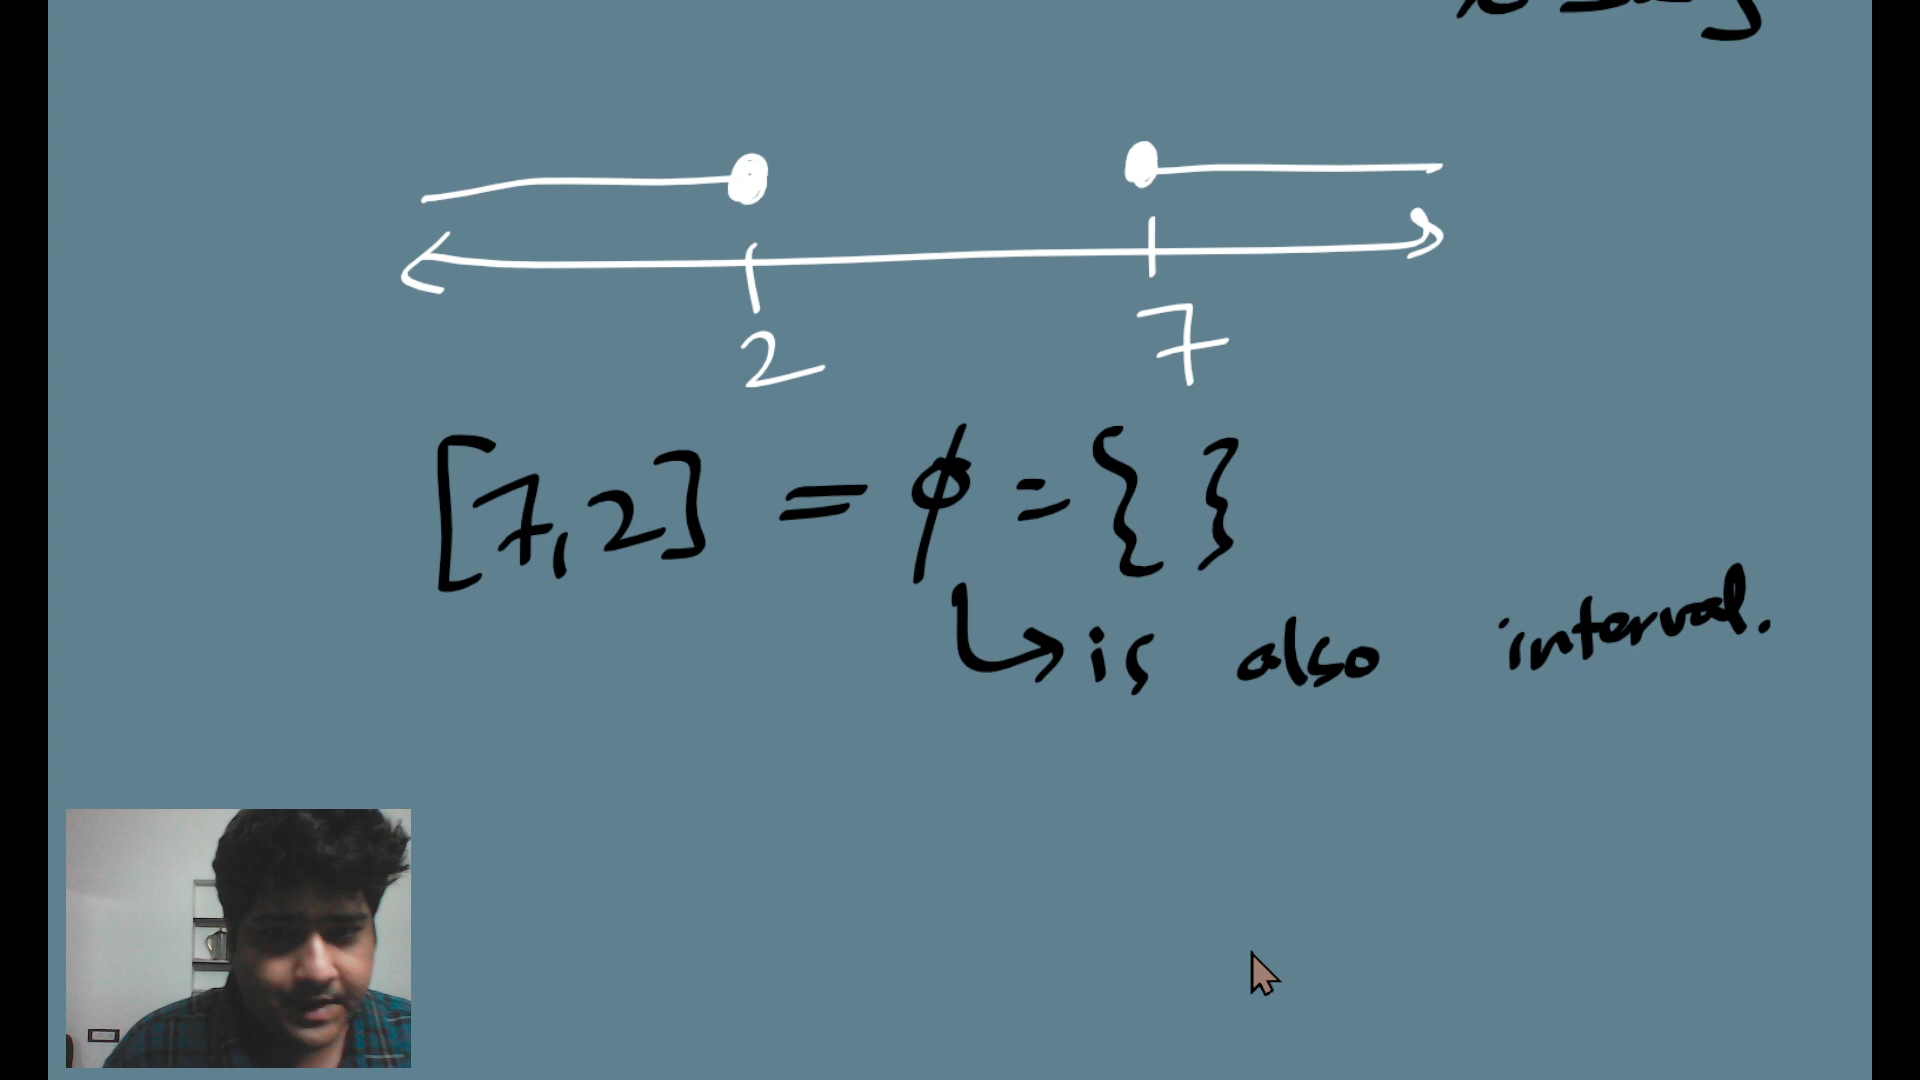 2 7
[7,2] = ϕ = { }
↳ is also interval.